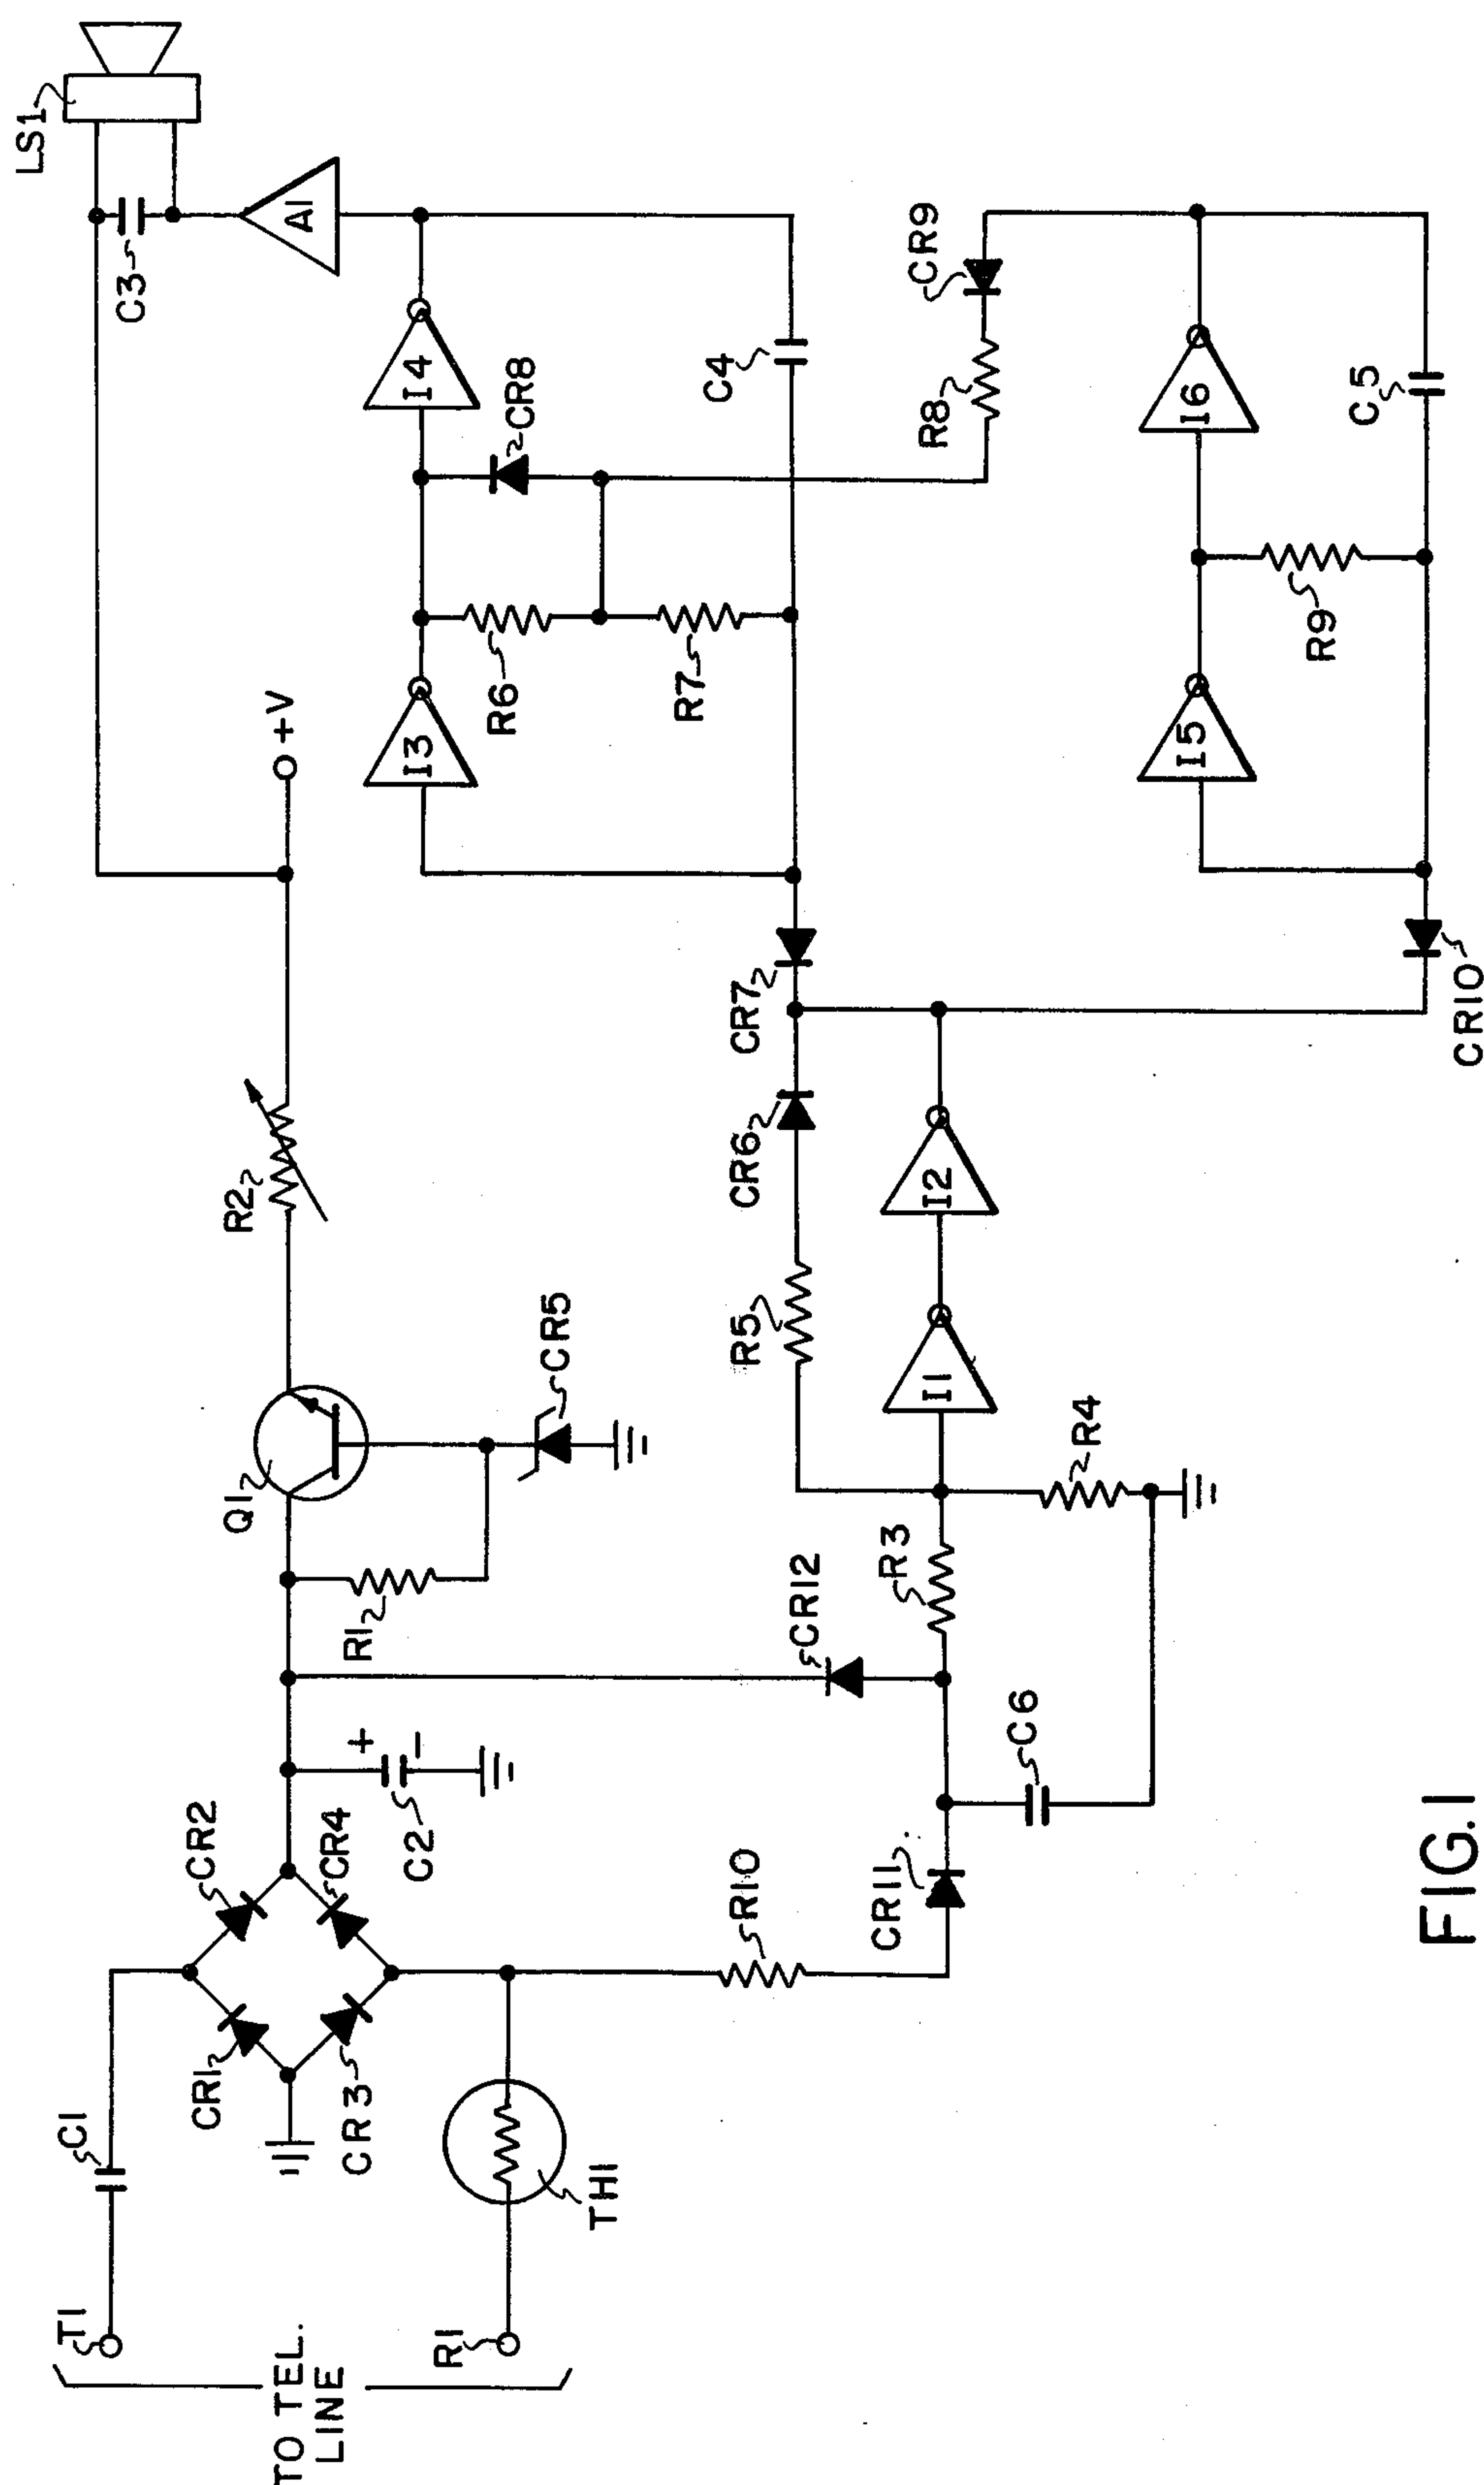 TO TEL.
LINE
T1
R1
C1
TH1
CR1
CR2
CR3
CR4
C2
+
-
R10
CR11
C6
CR12
R3
R4
R1
Q1
CR5
R2
+V
R5
I1
I2
CR6
CR7
I3
R6
R7
CR8
I4
C4
A1
C3
LS1
CR9
R8
I5
I6
R9
C5
CR10
FIG. 1